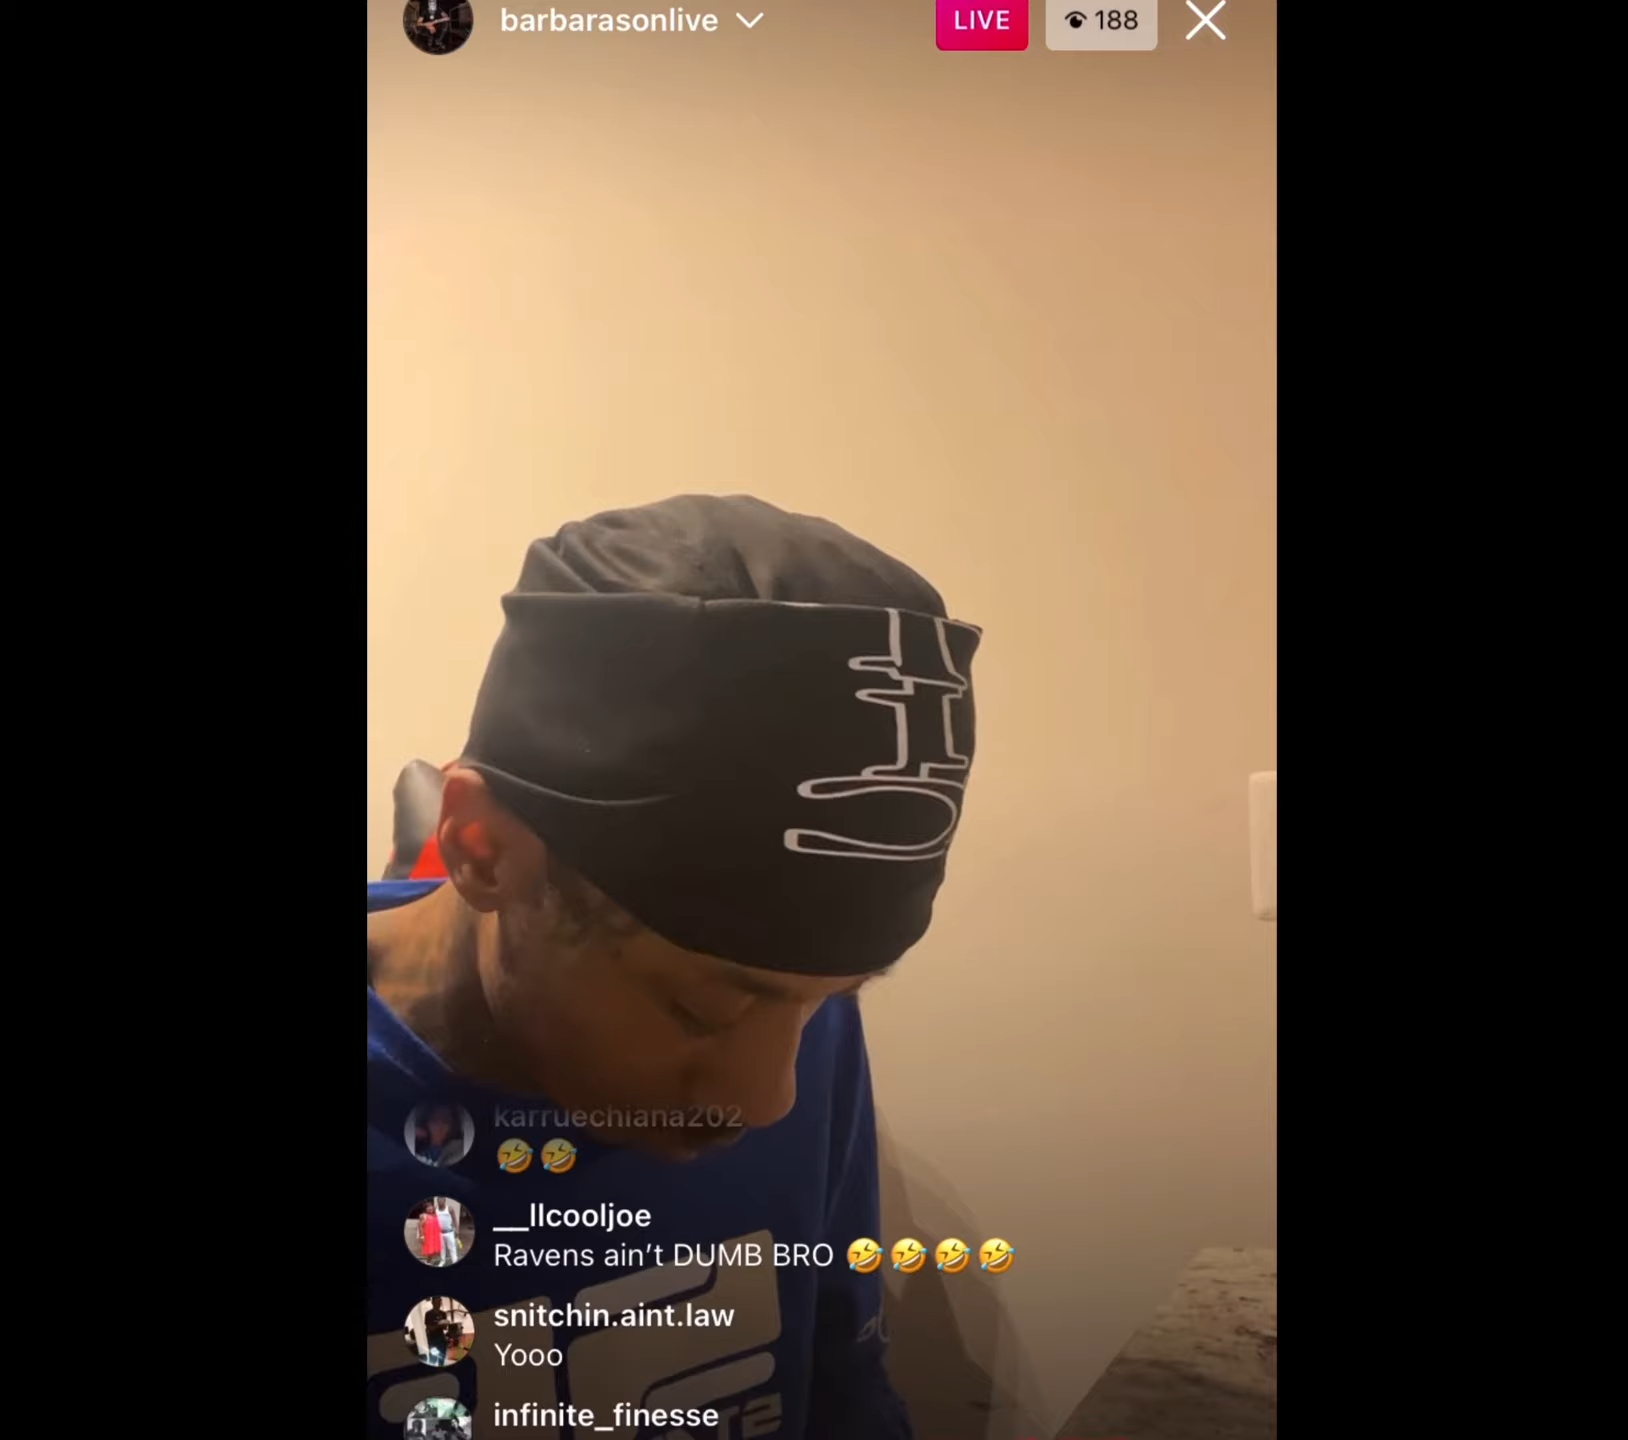 barbarasonlive
LIVE
188
karruechiana202
🤣🤣
__llcooljoe
Ravens ain't DUMB BRO 🤣🤣🤣🤣
snitchin.aint.law
Yooo
infinite_finesse